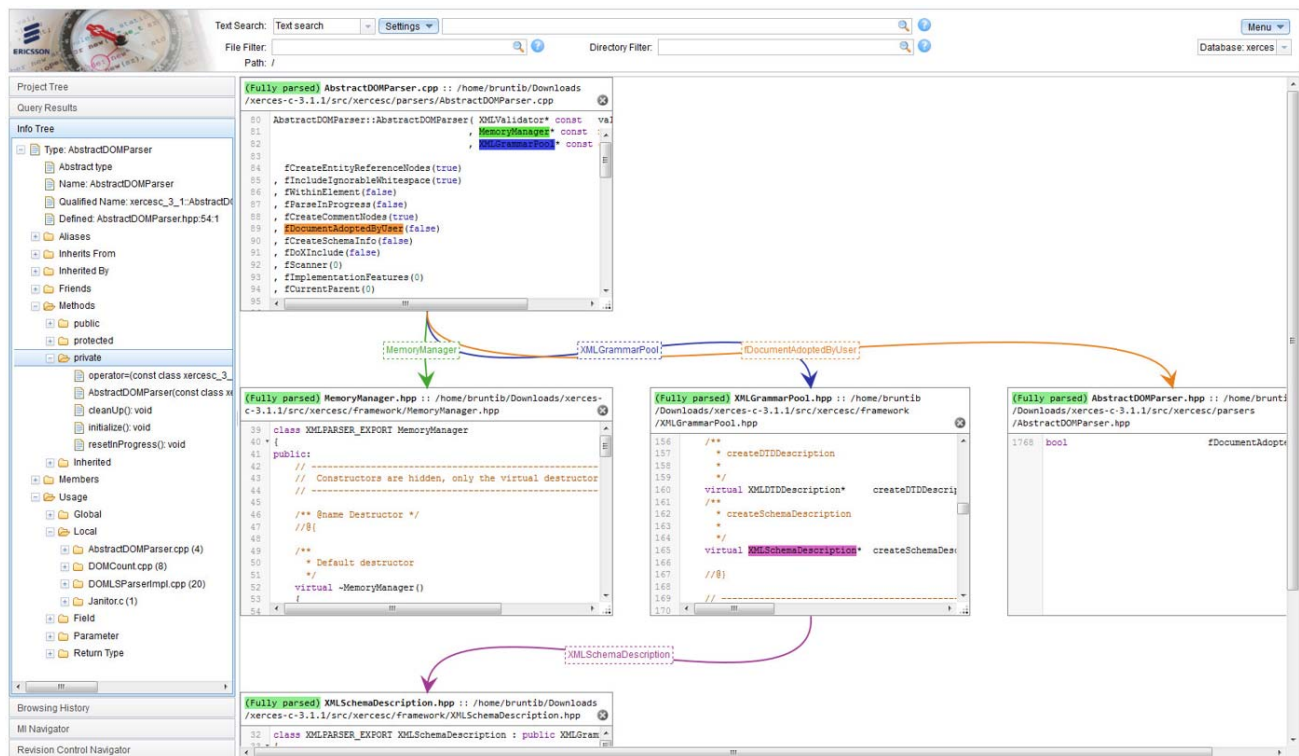 ERICSSON
Text Search: Text search Settings
Menu
File Filter:
Directory Filter:
Database: xerces
Path: /
Project Tree
Query Results
Info Tree
Type: AbstractDOMParser
Abstract type
Name: AbstractDOMParser
Qualified Name: xercesc_3_1::AbstractDO
Defined: AbstractDOMParser.hpp:54:1
Aliases
Inherits From
Inherited By
Friends
Methods
public
protected
private
operator=(const class xercesc_3_
AbstractDOMParser(const class xe
cleanUp(): void
initialize(): void
resetInProgress(): void
Inherited
Members
Usage
Global
Local
AbstractDOMParser.cpp (4)
DOMCount.cpp (8)
DOMLSParserImpl.cpp (20)
Janitor.c (1)
Field
Parameter
Return Type
Browsing History
MI Navigator
Revision Control Navigator
(Fully parsed) AbstractDOMParser.cpp :: /home/bruntib/Downloads
/xerces-c-3.1.1/src/xercesc/parsers/AbstractDOMParser.cpp
80 AbstractDOMParser::AbstractDOMParser( XMLValidator* const val
81 , MemoryManager* const
82 , XMLGrammarPool* const
83
84 fCreateEntityReferenceNodes(true)
85 , fIncludeIgnorableWhitespace(true)
86 , fWithinElement(false)
87 , fParseInProgress(false)
88 , fCreateCommentNodes(true)
89 , fDocumentAdoptedByUser(false)
90 , fCreateSchemaInfo(false)
91 , fDoXInclude(false)
92 , fScanner(0)
93 , fImplementationFeatures(0)
94 , fCurrentParent(0)
95
MemoryManager
XMLGrammarPool
fDocumentAdoptedByUser
(Fully parsed) MemoryManager.hpp :: /home/bruntib/Downloads/xerces-
c-3.1.1/src/xercesc/framework/MemoryManager.hpp
39 class XMLPARSER_EXPORT MemoryManager
40 {
41 public:
42 // -----------------------------------------------
43 // Constructors are hidden, only the virtual destructor
44 // -----------------------------------------------
45
46 /** @name Destructor */
47 //@{
48
49 /**
50 * Default destructor
51 */
52 virtual ~MemoryManager()
53 {
54
(Fully parsed) XMLGrammarPool.hpp :: /home/bruntib
/Downloads/xerces-c-3.1.1/src/xercesc/framework
/XMLGrammarPool.hpp
156 /**
157 * createDTDDescription
158 *
159 */
160 virtual XMLDTDDescription* createDTDDescrip
161 /**
162 * createSchemaDescription
163 *
164 */
165 virtual XMLSchemaDescription* createSchemaDes
166
167 //@}
168
169 // -------------------------------
170
(Fully parsed) AbstractDOMParser.hpp :: /home/brunti
/Downloads/xerces-c-3.1.1/src/xercesc/parsers
/AbstractDOMParser.hpp
1768 bool fDocumentAdopte
XMLSchemaDescription
(Fully parsed) XMLSchemaDescription.hpp :: /home/bruntib/Downloads
/xerces-c-3.1.1/src/xercesc/framework/XMLSchemaDescription.hpp
32 class XMLPARSER_EXPORT XMLSchemaDescription : public XMLGram